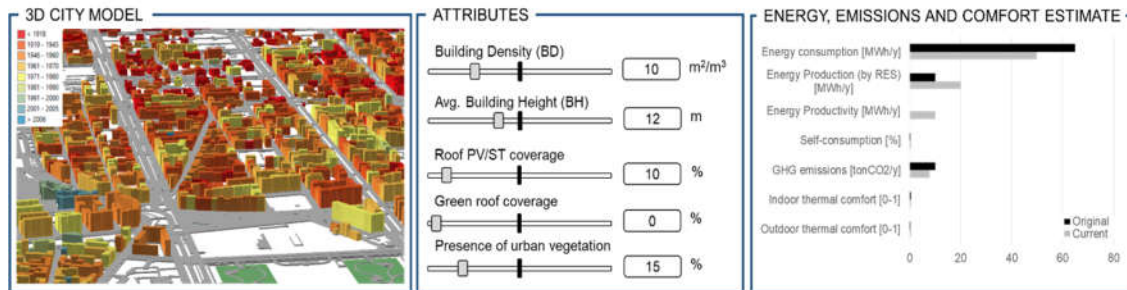 3D CITY MODEL
< 1918
1919 - 1945
1946 - 1960
1961 - 1970
1971 - 1980
1981 - 1990
1991 - 2000
2001 - 2005
> 2006
ATTRIBUTES
Building Density (BD)
10 m²/m³
Avg. Building Height (BH)
12 m
Roof PV/ST coverage
10 %
Green roof coverage
0 %
Presence of urban vegetation
15 %
ENERGY, EMISSIONS AND COMFORT ESTIMATE
Energy consumption [MWh/y]
Energy Production (by RES)
[MWh/y]
Energy Productivity [MWh/y]
Self-consumption [%]
GHG emissions [tonCO2/y]
Indoor thermal comfort [0-1]
Outdoor thermal comfort [0-1]
Original
Current
0 20 40 60 80